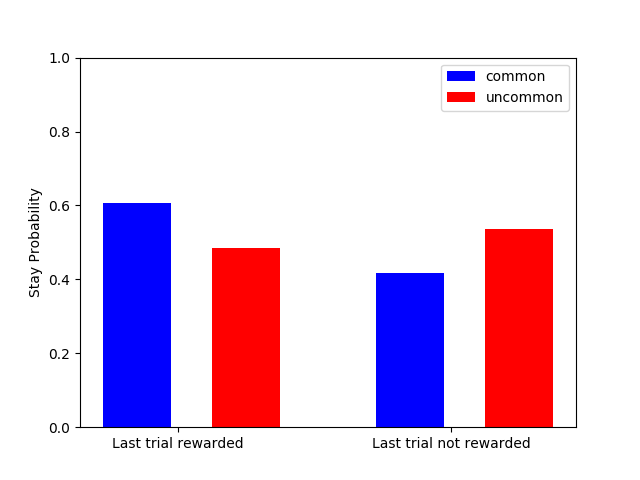 common
uncommon
Stay Probability
1.0
0.8
0.6
0.4
0.2
0.0
Last trial rewarded
Last trial not rewarded